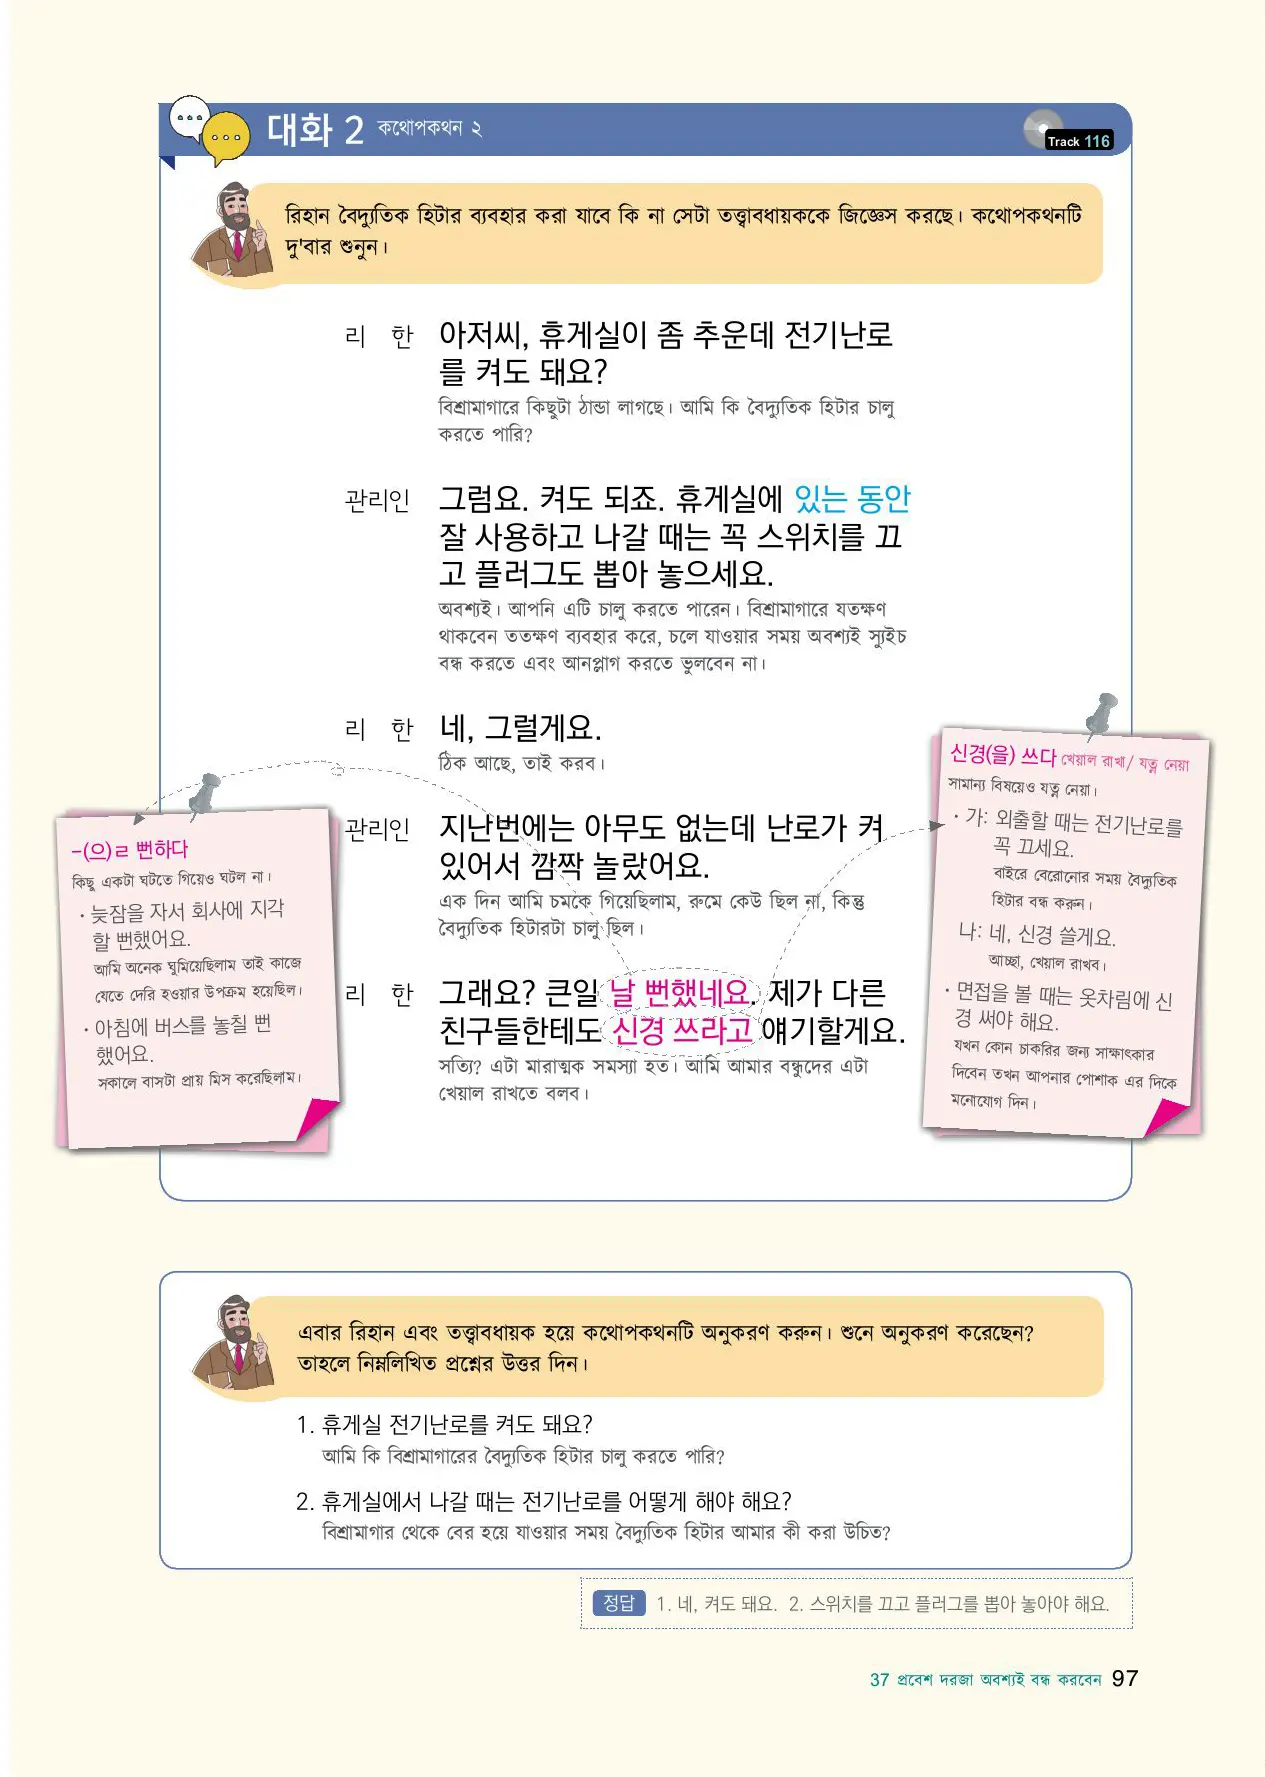 대화 2 কথোপকথন ২
Track 116
রিহান বৈদ্যুতিক হিটার ব্যবহার করা যাবে কি না সেটা তত্ত্বাবধায়ককে জিজ্ঞেস করছে। কথোপকথনটি
দু'বার শুনুন।
리 한 아저씨, 휴게실이 좀 추운데 전기난로
를 켜도 돼요?
বিশ্রামাগারে কিছুটা ঠান্ডা লাগছে। আমি কি বৈদ্যুতিক হিটার চালু
করতে পারি?
관리인 그럼요. 켜도 되죠. 휴게실에 있는 동안
잘 사용하고 나갈 때는 꼭 스위치를 끄
고 플러그도 뽑아 놓으세요.
অবশ্যই। আপনি এটি চালু করতে পারেন। বিশ্রামাগারে যতক্ষণ
থাকবেন ততক্ষণ ব্যবহার করে, চলে যাওয়ার সময় অবশ্যই স্যুইচ
বন্ধ করতে এবং আনপ্লাগ করতে ভুলবেন না।
리 한 네, 그럴게요.
ঠিক আছে, তাই করব।
관리인 지난번에는 아무도 없는데 난로가 켜
있어서 깜짝 놀랐어요.
এক দিন আমি চমকে গিয়েছিলাম, রুমে কেউ ছিল না, কিন্তু
বৈদ্যুতিক হিটারটা চালু ছিল।
리 한 그래요? 큰일 날 뻔했네요. 제가 다른
친구들한테도 신경 쓰라고 얘기할게요.
সত্যি? এটা মারাত্মক সমস্যা হত। আমি আমার বন্ধুদের এটা
খেয়াল রাখতে বলব।
-(으)ㄹ 뻔하다
কিছু একটা ঘটতে গিয়েও ঘটল না।
· 늦잠을 자서 회사에 지각
할 뻔했어요.
আমি অনেক ঘুমিয়েছিলাম তাই কাজে
যেতে দেরি হওয়ার উপক্রম হয়েছিল।
· 아침에 버스를 놓칠 뻔
했어요.
সকালে বাসটা প্রায় মিস করেছিলাম।
신경(을) 쓰다 খেয়াল রাখা/ যত্ন নেয়া
সামান্য বিষয়েও যত্ন নেয়া।
· 가: 외출할 때는 전기난로를
꼭 끄세요.
বাইরে বেরোনোর সময় বৈদ্যুতিক
হিটার বন্ধ করুন।
나: 네, 신경 쓸게요.
আচ্ছা, খেয়াল রাখব।
· 면접을 볼 때는 옷차림에 신
경 써야 해요.
যখন কোন চাকরির জন্য সাক্ষাৎকার
দিবেন তখন আপনার পোশাক এর দিকে
মনোযোগ দিন।
এবার রিহান এবং তত্ত্বাবধায়ক হয়ে কথোপকথনটি অনুকরণ করুন। শুনে অনুকরণ করেছেন?
তাহলে নিম্নলিখিত প্রশ্নের উত্তর দিন।
1. 휴게실 전기난로를 켜도 돼요?
আমি কি বিশ্রামাগারের বৈদ্যুতিক হিটার চালু করতে পারি?
2. 휴게실에서 나갈 때는 전기난로를 어떻게 해야 해요?
বিশ্রামাগার থেকে বের হয়ে যাওয়ার সময় বৈদ্যুতিক হিটার আমার কী করা উচিত?
정답 1. 네, 켜도 돼요. 2. 스위치를 끄고 플러그를 뽑아 놓아야 해요.
37 প্রবেশ দরজা অবশ্যই বন্ধ করবেন 97